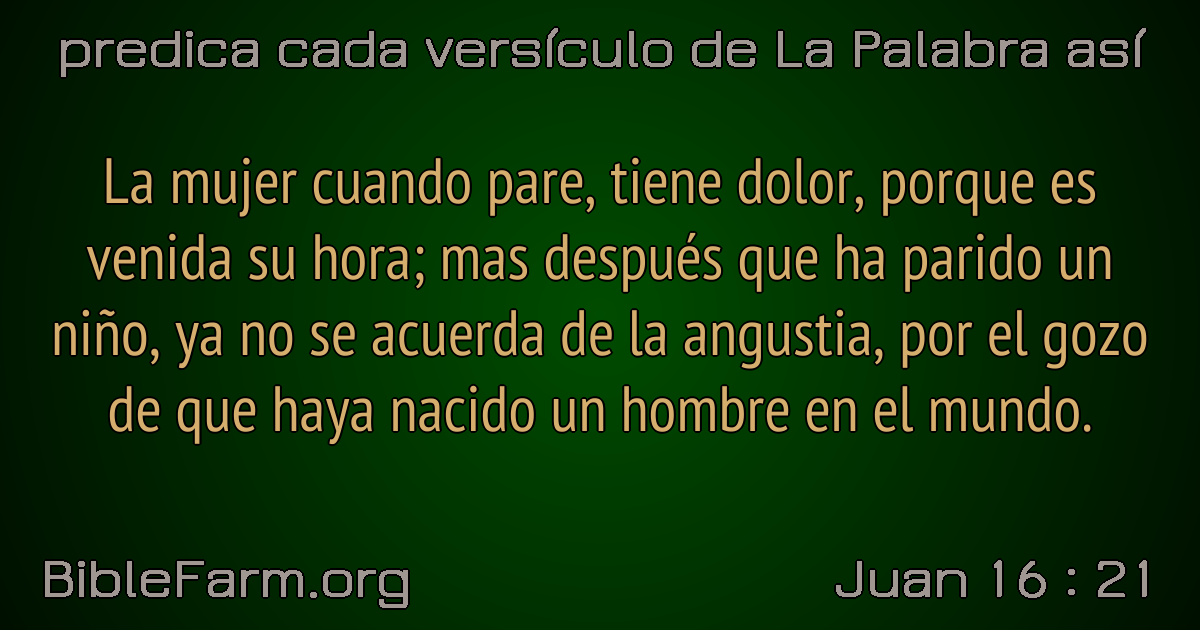 predica cada versículo de La Palabra así
La mujer cuando pare, tiene dolor, porque es
venida su hora; mas después que ha parido un
niño, ya no se acuerda de la angustia, por el gozo
de que haya nacido un hombre en el mundo.
BibleFarm.org
Juan 16 : 21